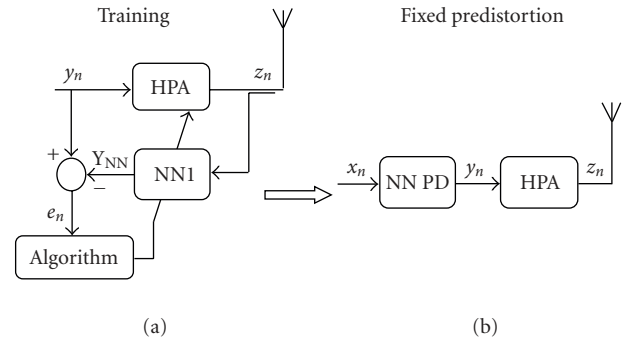 Training
Fixed predistortion
y_n
HPA
z_n
+
Y_NN
−
NN1
e_n
Algorithm
x_n
NN PD
y_n
HPA
z_n
(a)
(b)